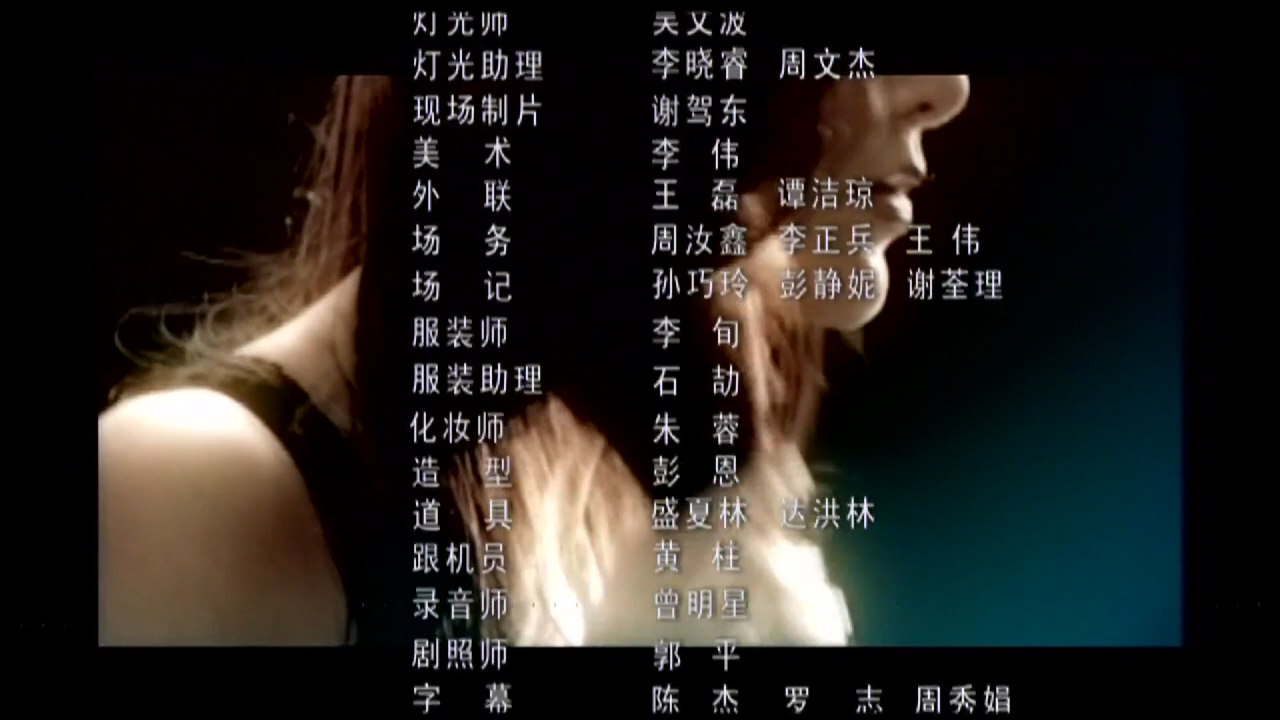 灯光师 吴文波
灯光助理 李晓睿 周文杰
现场制片 谢驾东
美 术 李 伟
外 联 王 磊 谭洁琼
场 务 周汝鑫 李正兵 王 伟
场 记 孙巧玲 彭静妮 谢荃理
服装师 李 旬
服装助理 石 劼
化妆师 朱 蓉
造 型 彭 恩
道 具 盛夏林 达洪林
跟机员 黄 柱
录音师 曾明星
剧照师 郭 平
字 幕 陈 杰 罗 志 周秀娟